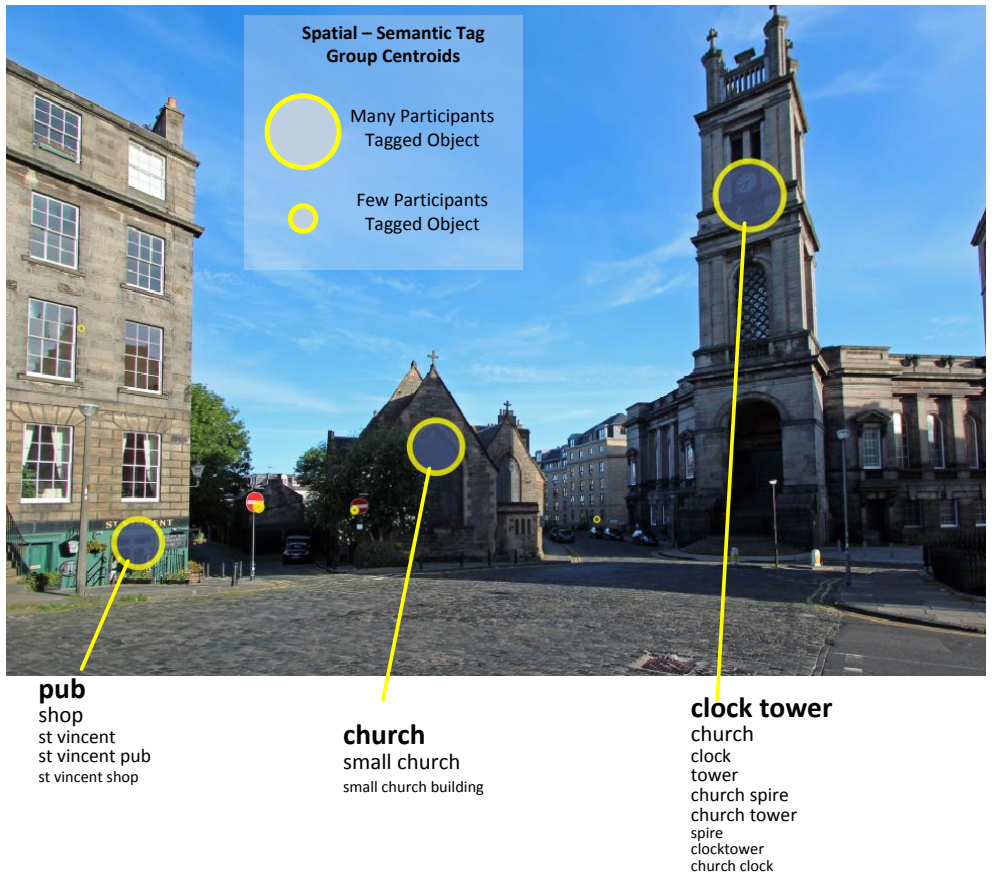 Spatial – Semantic Tag
Group Centroids
Many Participants
Tagged Object
Few Participants
Tagged Object
pub
shop
st vincent
st vincent pub
st vincent shop
church
small church
small church building
clock tower
church
clock
tower
church spire
church tower
spire
clocktower
church clock